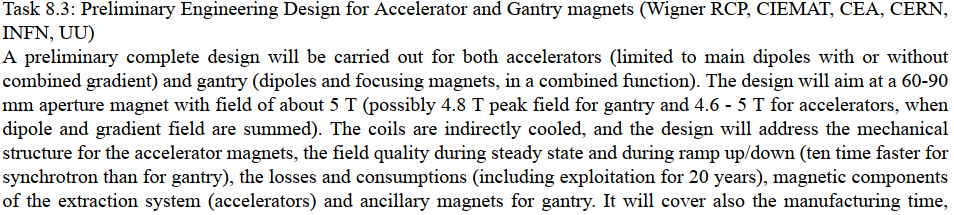 Task 8.3: Preliminary Engineering Design for Accelerator and Gantry magnets (Wigner RCP, CIEMAT, CEA, CERN,
INFN, UU)
A preliminary complete design will be carried out for both accelerators (limited to main dipoles with or without
combined gradient) and gantry (dipoles and focusing magnets, in a combined function). The design will aim at a 60-90
mm aperture magnet with field of about 5 T (possibly 4.8 T peak field for gantry and 4.6 - 5 T for accelerators, when
dipole and gradient field are summed). The coils are indirectly cooled, and the design will address the mechanical
structure for the accelerator magnets, the field quality during steady state and during ramp up/down (ten time faster for
synchrotron than for gantry), the losses and consumptions (including exploitation for 20 years), magnetic components
of the extraction system (accelerators) and ancillary magnets for gantry. It will cover also the manufacturing time,